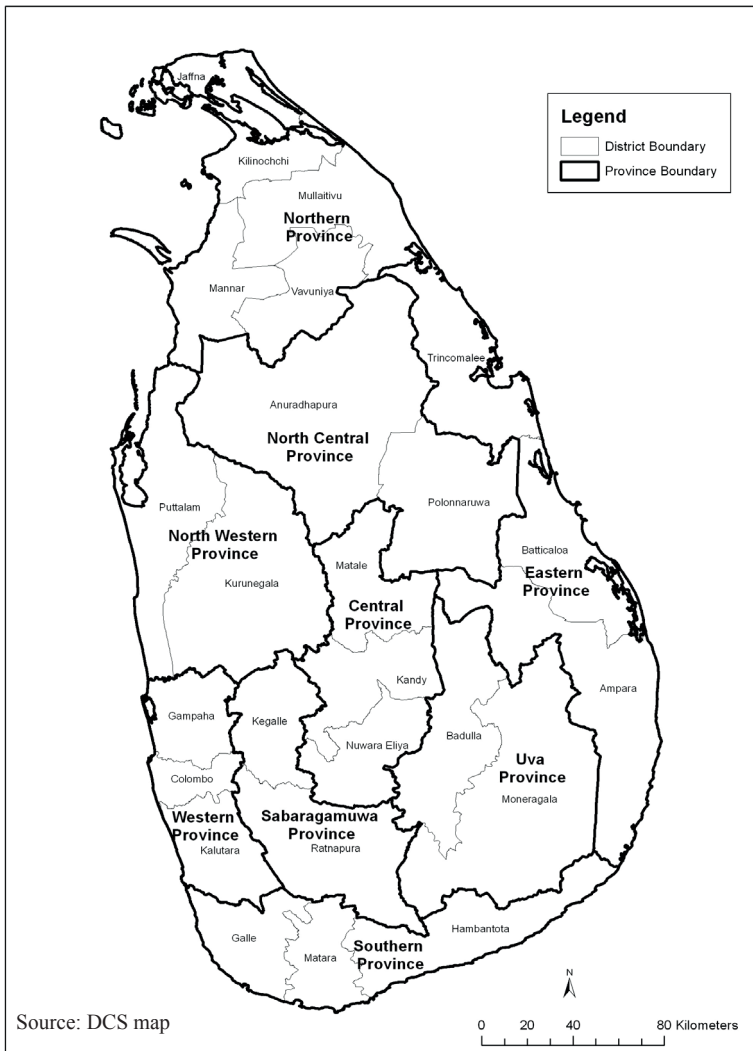 Jaffna
Legend
District Boundary
Province Boundary
Kilinochchi
Mullaitivu
Northern
Province
Mannar
Vavuniya
Trincomalee
Anuradhapura
North Central
Province
Polonnaruwa
Puttalam
North Western
Province
Kurunegala
Matale
Central
Province
Batticaloa
Eastern
Province
Kandy
Ampara
Gampaha
Kegalle
Nuwara Eliya
Badulla
Uva
Province
Moneragala
Colombo
Western
Province
Kalutara
Sabaragamuwa
Province
Ratnapura
Galle
Matara
Southern
Province
Hambantota
N
Source: DCS map
0 20 40 60 80 Kilometers